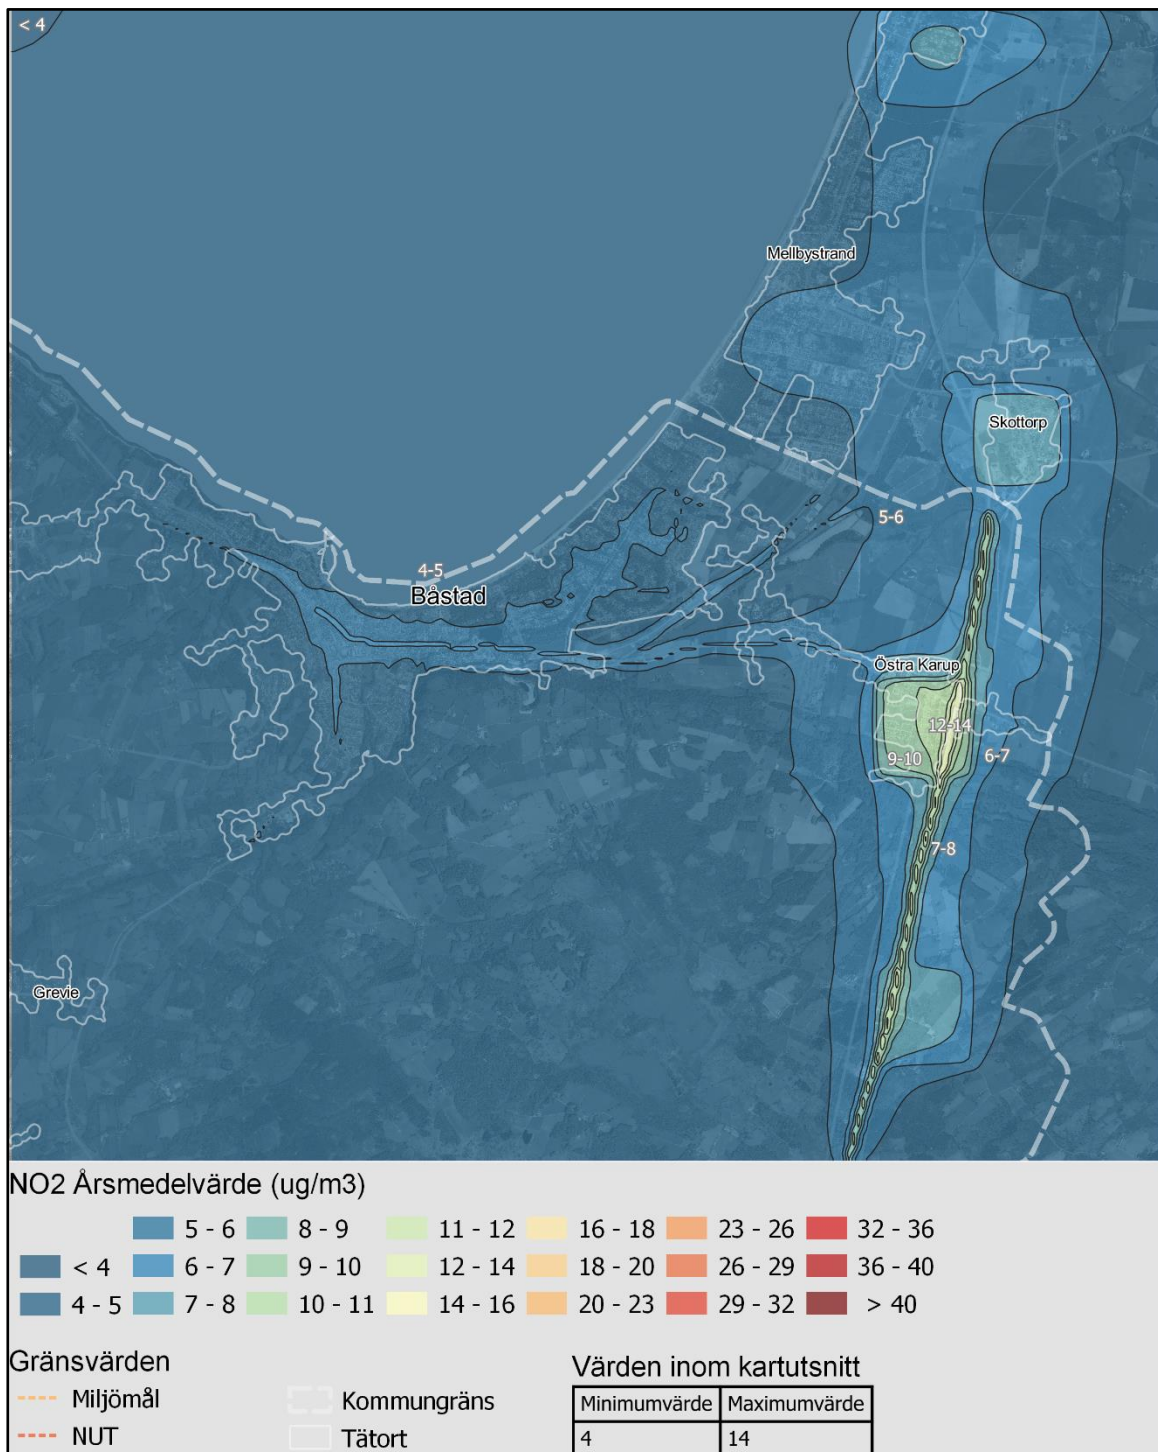 < 4
Mellbystrand
Skottorp
5-6
4-5
Båstad
Östra Karup
12-14
9-10
6-7
7-8
Grevie
NO2 Årsmedelvärde (ug/m3)
5 - 6 8 - 9 11 - 12 16 - 18 23 - 26 32 - 36
< 4 6 - 7 9 - 10 12 - 14 18 - 20 26 - 29 36 - 40
4 - 5 7 - 8 10 - 11 14 - 16 20 - 23 29 - 32 > 40
Gränsvärden
Miljömål
NUT
Kommungräns
Tätort
Värden inom kartutsnitt
Minimumvärde Maximumvärde
4 14